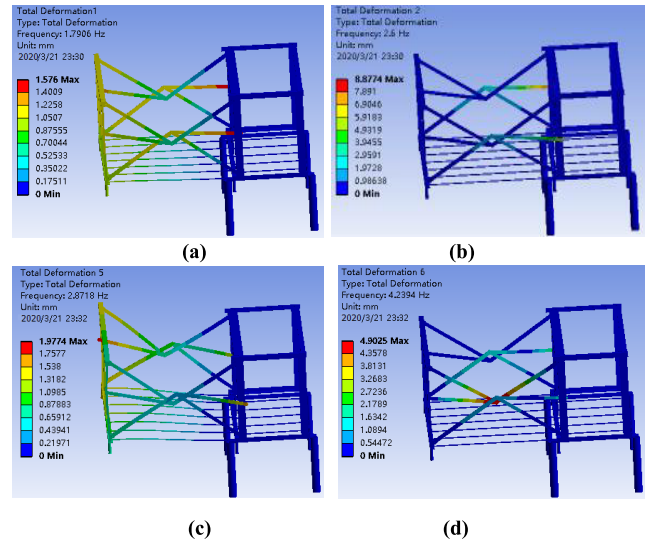 Total Deformation1
Type: Total Deformation
Frequency: 1.7906 Hz
Unit: mm
2020/3/21 23:30
1.576 Max
1.4009
1.2258
1.0507
0.87555
0.70044
0.52533
0.35022
0.17511
0 Min
(a)
Total Deformation 2
Type: Total Deformation
Frequency: 2.6 Hz
Unit: mm
2020/3/21 23:30
8.8774 Max
7.891
6.9046
5.9183
4.9319
3.9455
2.9591
1.9728
0.98638
0 Min
(b)
Total Deformation 5
Type: Total Deformation
Frequency: 2.8718 Hz
Unit: mm
2020/3/21 23:32
1.9774 Max
1.7577
1.538
1.3182
1.0985
0.87883
0.65912
0.43941
0.21971
0 Min
(c)
Total Deformation 6
Type: Total Deformation
Frequency: 4.2394 Hz
Unit: mm
2020/3/21 23:32
4.9025 Max
4.3578
3.8131
3.2683
2.7236
2.1789
1.6342
1.0894
0.54472
0 Min
(d)